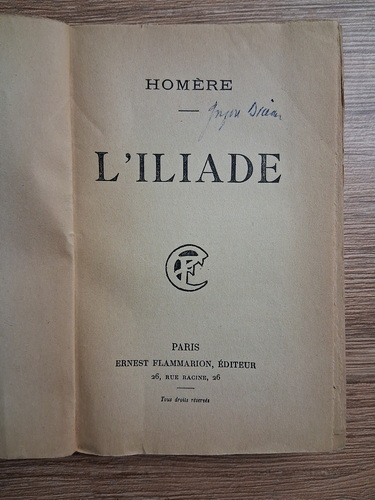 HOMÈRE
L'ILIADE
PARIS
ERNEST FLAMMARION, ÉDITEUR
26, RUE RACINE, 26
Tous droits réservés